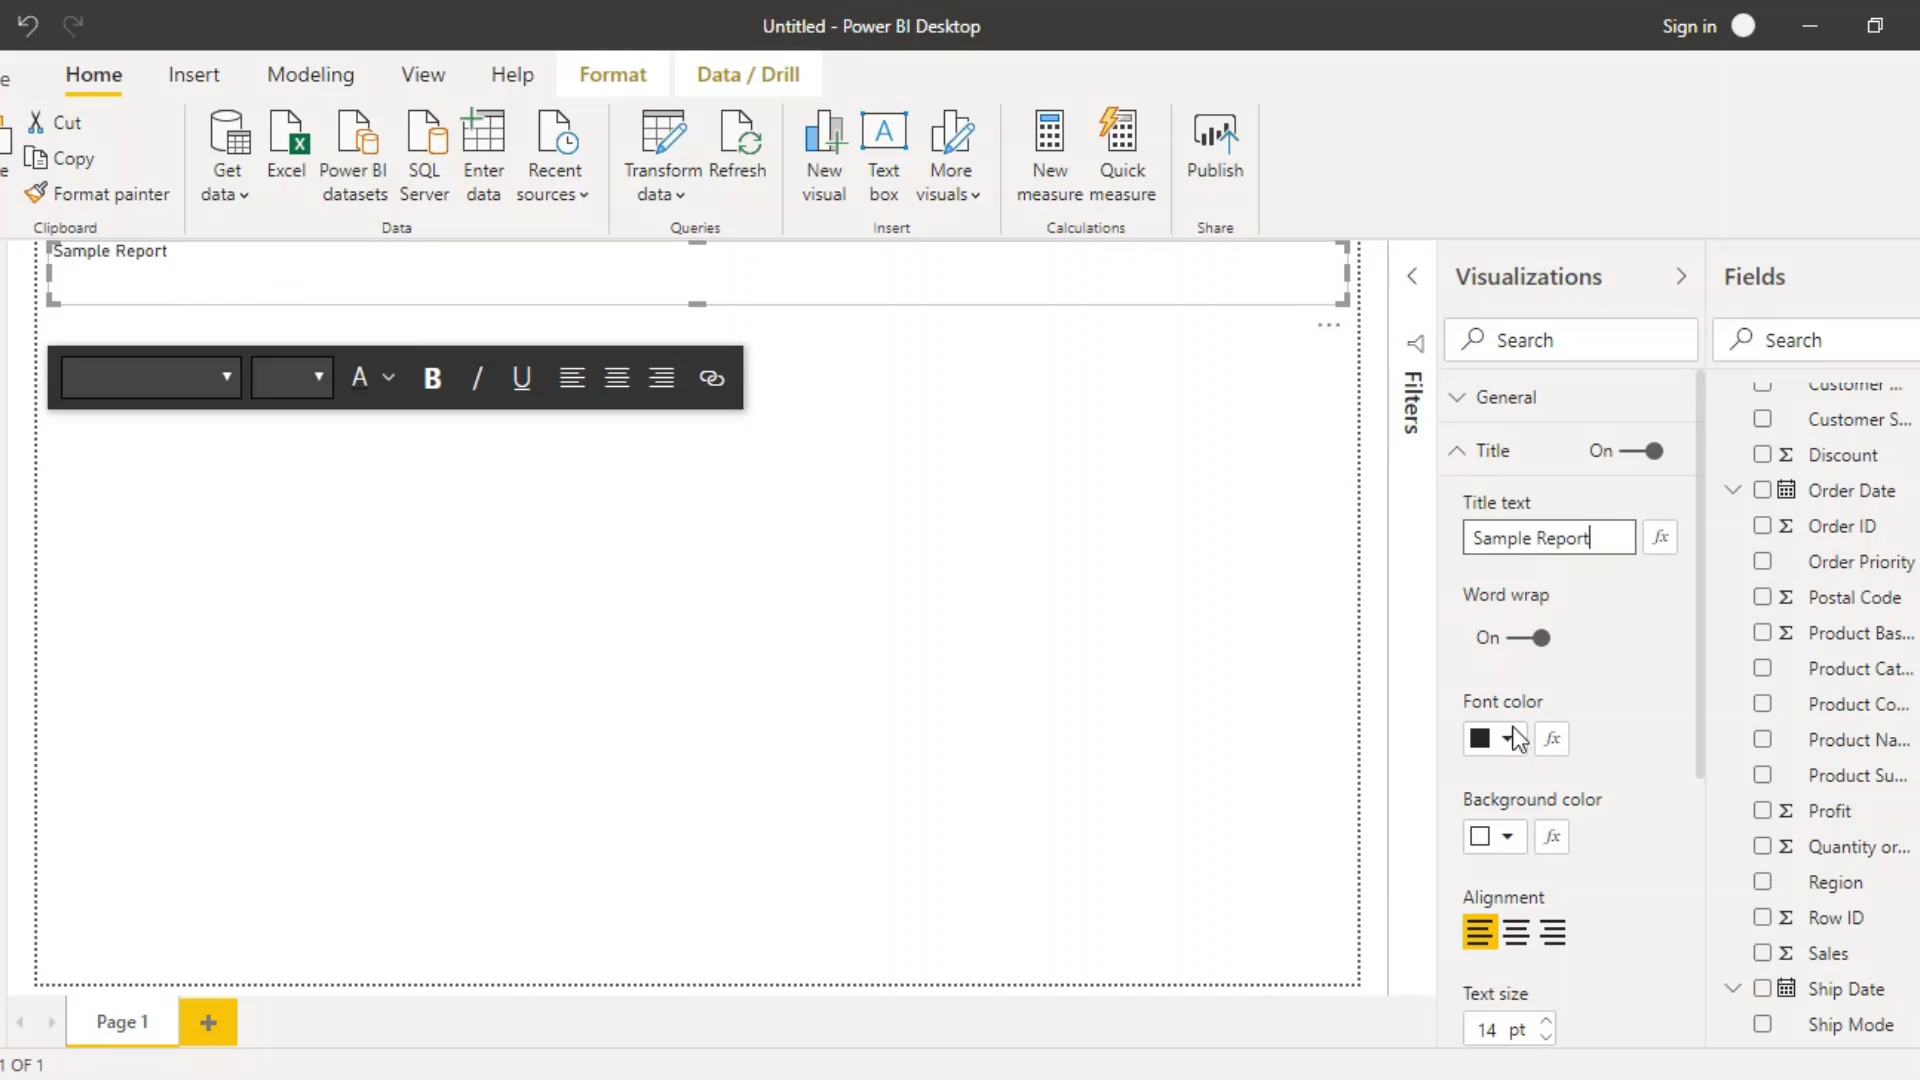 Untitled - Power BI Desktop
Sign in
Home Insert Modeling View Help Format Data / Drill
Cut
Copy
Format painter
Clipboard
Get data
Excel
Power BI datasets
SQL Server
Enter data
Recent sources
Data
Transform data
Refresh
Queries
New visual
A
Text box
More visuals
Insert
New measure
Quick measure
Calculations
Publish
Share
Sample Report
A B / U
Filters
Visualizations
Search
General
Title On
Title text
Sample Report fx
Word wrap
On
Font color
fx
Background color
fx
Alignment
Text size
14 pt
Fields
Search
Customer ...
Customer S...
Σ Discount
Order Date
Σ Order ID
Order Priority
Σ Postal Code
Σ Product Bas...
Product Cat...
Product Co...
Product Na...
Product Su...
Σ Profit
Σ Quantity or...
Region
Σ Row ID
Σ Sales
Ship Date
Ship Mode
Page 1
1 OF 1